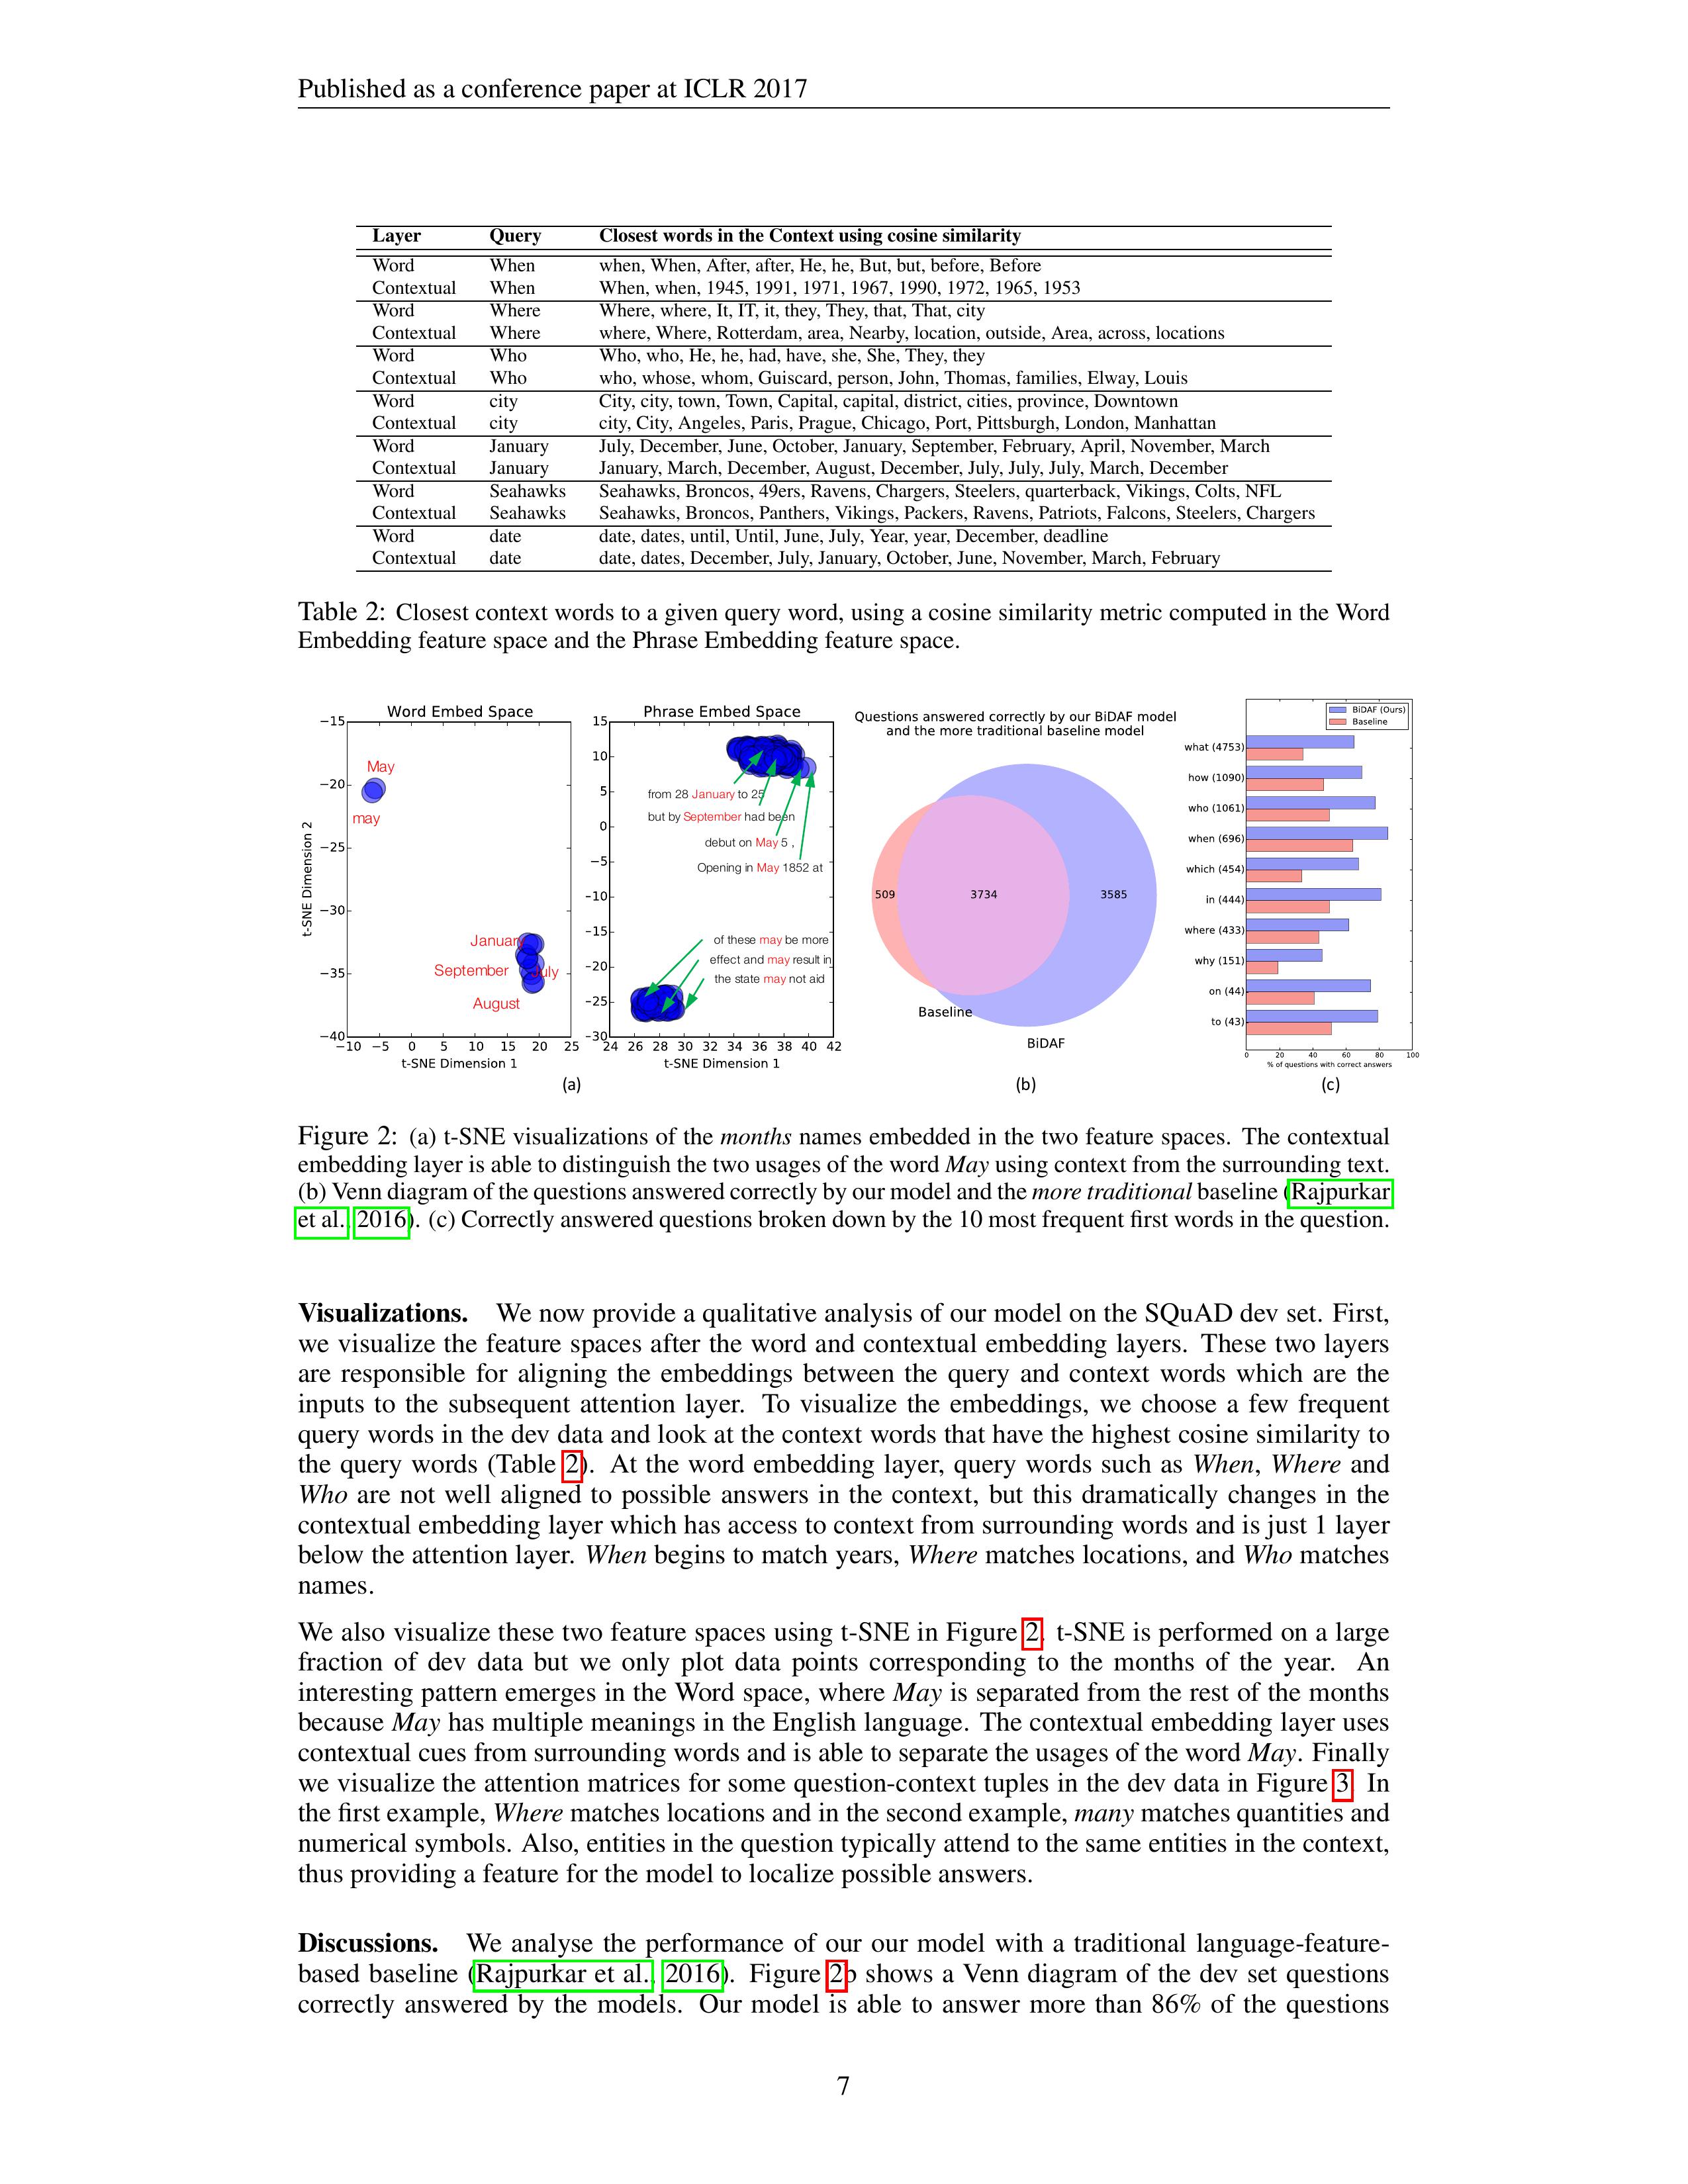 Published as a conference paper at ICLR 2017
Layer Query Closest words in the Context using cosine similarity
Word When when, When, After, after, He, he, But, but, before, Before
Contextual When When, when, 1945, 1991, 1971, 1967, 1990, 1972, 1965, 1953
Word Where Where, where, It, IT, it, they, They, that, That, city
Contextual Where where, Where, Rotterdam, area, Nearby, location, outside, Area, across, locations
Word Who Who, who, He, he, had, have, she, She, They, they
Contextual Who who, whose, whom, Guiscard, person, John, Thomas, families, Elway, Louis
Word city City, city, town, Town, Capital, capital, district, cities, province, Downtown
Contextual city city, City, Angeles, Paris, Prague, Chicago, Port, Pittsburgh, London, Manhattan
Word January July, December, June, October, January, September, February, April, November, March
Contextual January January, March, December, August, December, July, July, July, March, December
Word Seahawks Seahawks, Broncos, 49ers, Ravens, Chargers, Steelers, quarterback, Vikings, Colts, NFL
Contextual Seahawks Seahawks, Broncos, Panthers, Vikings, Packers, Ravens, Patriots, Falcons, Steelers, Chargers
Word date date, dates, until, Until, June, July, Year, year, December, deadline
Contextual date date, dates, December, July, January, October, June, November, March, February
Table 2: Closest context words to a given query word, using a cosine similarity metric computed in the Word
Embedding feature space and the Phrase Embedding feature space.
Word Embed Space
−15
−20
−25
−30
−35
−40
t-SNE Dimension 2
May
may
January
September July
August
−10 −5 0 5 10 15 20 25
t-SNE Dimension 1
Phrase Embed Space
15
10
5
0
−5
−10
−15
−20
−25
−30
from 28 January to 25
but by September had been
debut on May 5 ,
Opening in May 1852 at
of these may be more
effect and may result in
the state may not aid
24 26 28 30 32 34 36 38 40 42
t-SNE Dimension 1
(a)
Questions answered correctly by our BiDAF model
and the more traditional baseline model
509 3734 3585
Baseline
BiDAF
(b)
BiDAF (Ours)
Baseline
what (4753)
how (1090)
who (1061)
when (696)
which (454)
in (444)
where (433)
why (151)
on (44)
to (43)
0 20 40 60 80 100
% of questions with correct answers
(c)
Figure 2: (a) t-SNE visualizations of the months names embedded in the two feature spaces. The contextual
embedding layer is able to distinguish the two usages of the word May using context from the surrounding text.
(b) Venn diagram of the questions answered correctly by our model and the more traditional baseline (Rajpurkar
et al., 2016). (c) Correctly answered questions broken down by the 10 most frequent first words in the question.
Visualizations. We now provide a qualitative analysis of our model on the SQuAD dev set. First,
we visualize the feature spaces after the word and contextual embedding layers. These two layers
are responsible for aligning the embeddings between the query and context words which are the
inputs to the subsequent attention layer. To visualize the embeddings, we choose a few frequent
query words in the dev data and look at the context words that have the highest cosine similarity to
the query words (Table 2). At the word embedding layer, query words such as When, Where and
Who are not well aligned to possible answers in the context, but this dramatically changes in the
contextual embedding layer which has access to context from surrounding words and is just 1 layer
below the attention layer. When begins to match years, Where matches locations, and Who matches
names.
We also visualize these two feature spaces using t-SNE in Figure 2. t-SNE is performed on a large
fraction of dev data but we only plot data points corresponding to the months of the year. An
interesting pattern emerges in the Word space, where May is separated from the rest of the months
because May has multiple meanings in the English language. The contextual embedding layer uses
contextual cues from surrounding words and is able to separate the usages of the word May. Finally
we visualize the attention matrices for some question-context tuples in the dev data in Figure 3. In
the first example, Where matches locations and in the second example, many matches quantities and
numerical symbols. Also, entities in the question typically attend to the same entities in the context,
thus providing a feature for the model to localize possible answers.
Discussions. We analyse the performance of our our model with a traditional language-feature-
based baseline (Rajpurkar et al., 2016). Figure 2b shows a Venn diagram of the dev set questions
correctly answered by the models. Our model is able to answer more than 86% of the questions
7